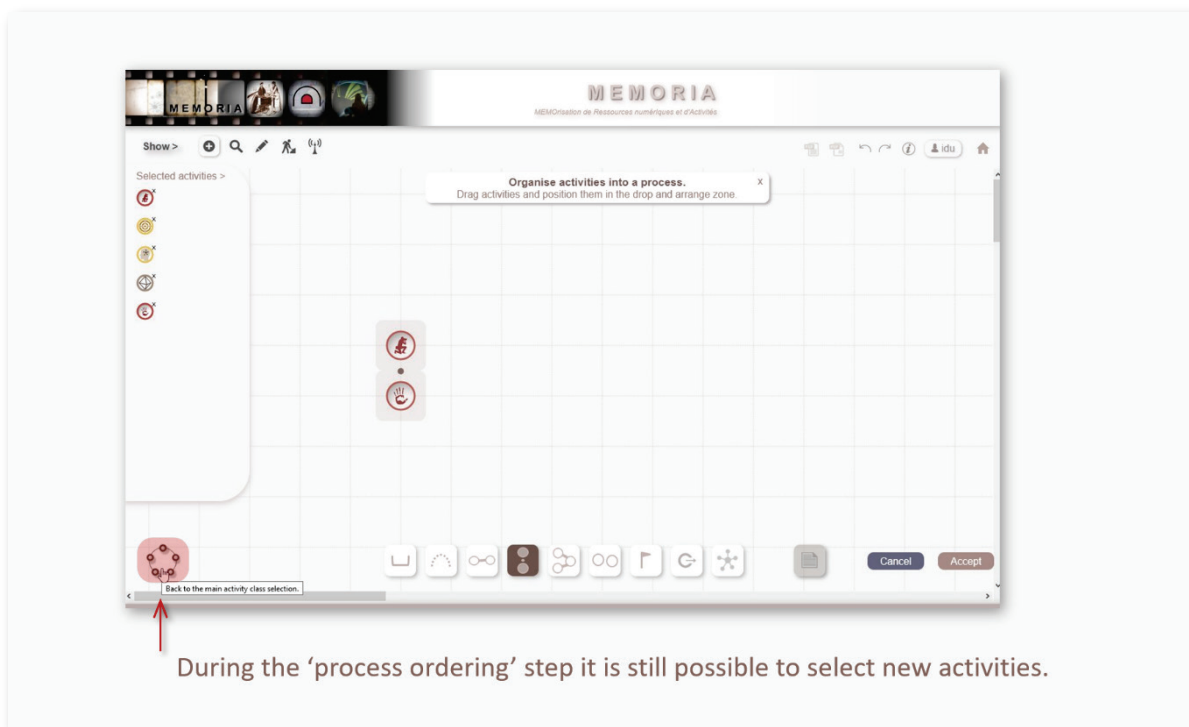 MEMORIA
MEMORIA
MEMOrisation de Ressources numériques et d'Activités
Show >
i
idu
Selected activities >
x
x
x
x
x
Organise activities into a process.
x
Drag activities and position them in the drop and arrange zone.
Cancel
Accept
Back to the main activity class selection.
During the ‘process ordering’ step it is still possible to select new activities.